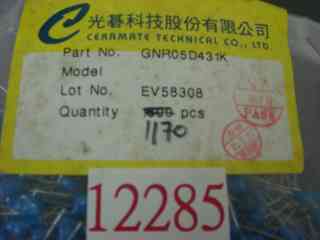 光碁科技股份有限公司
CERAMATE TECHNICAL CO., LTD.
Part No. GNR05D431K
Model
Lot No. EV58308
Quantity pcs
1170
PASS
12285